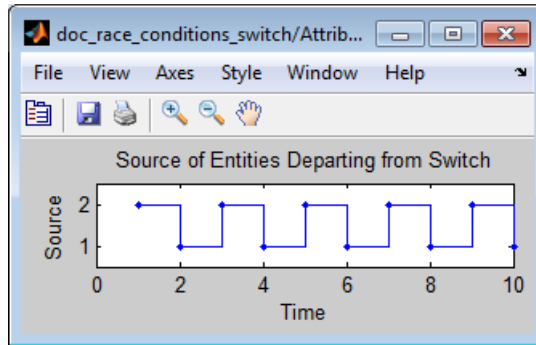 doc_race_conditions_switch/Attrib...
File View Axes Style Window Help
Source of Entities Departing from Switch
Source
2
1
0 2 4 6 8 10
Time